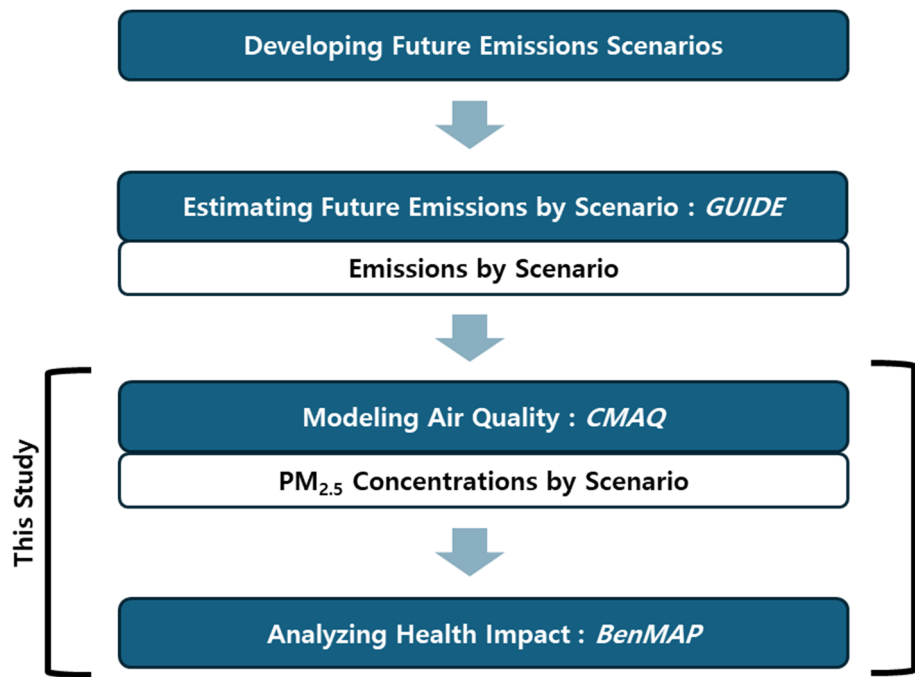 Developing Future Emissions Scenarios
Estimating Future Emissions by Scenario : GUIDE
Emissions by Scenario
This Study
Modeling Air Quality : CMAQ
PM2.5 Concentrations by Scenario
Analyzing Health Impact : BenMAP